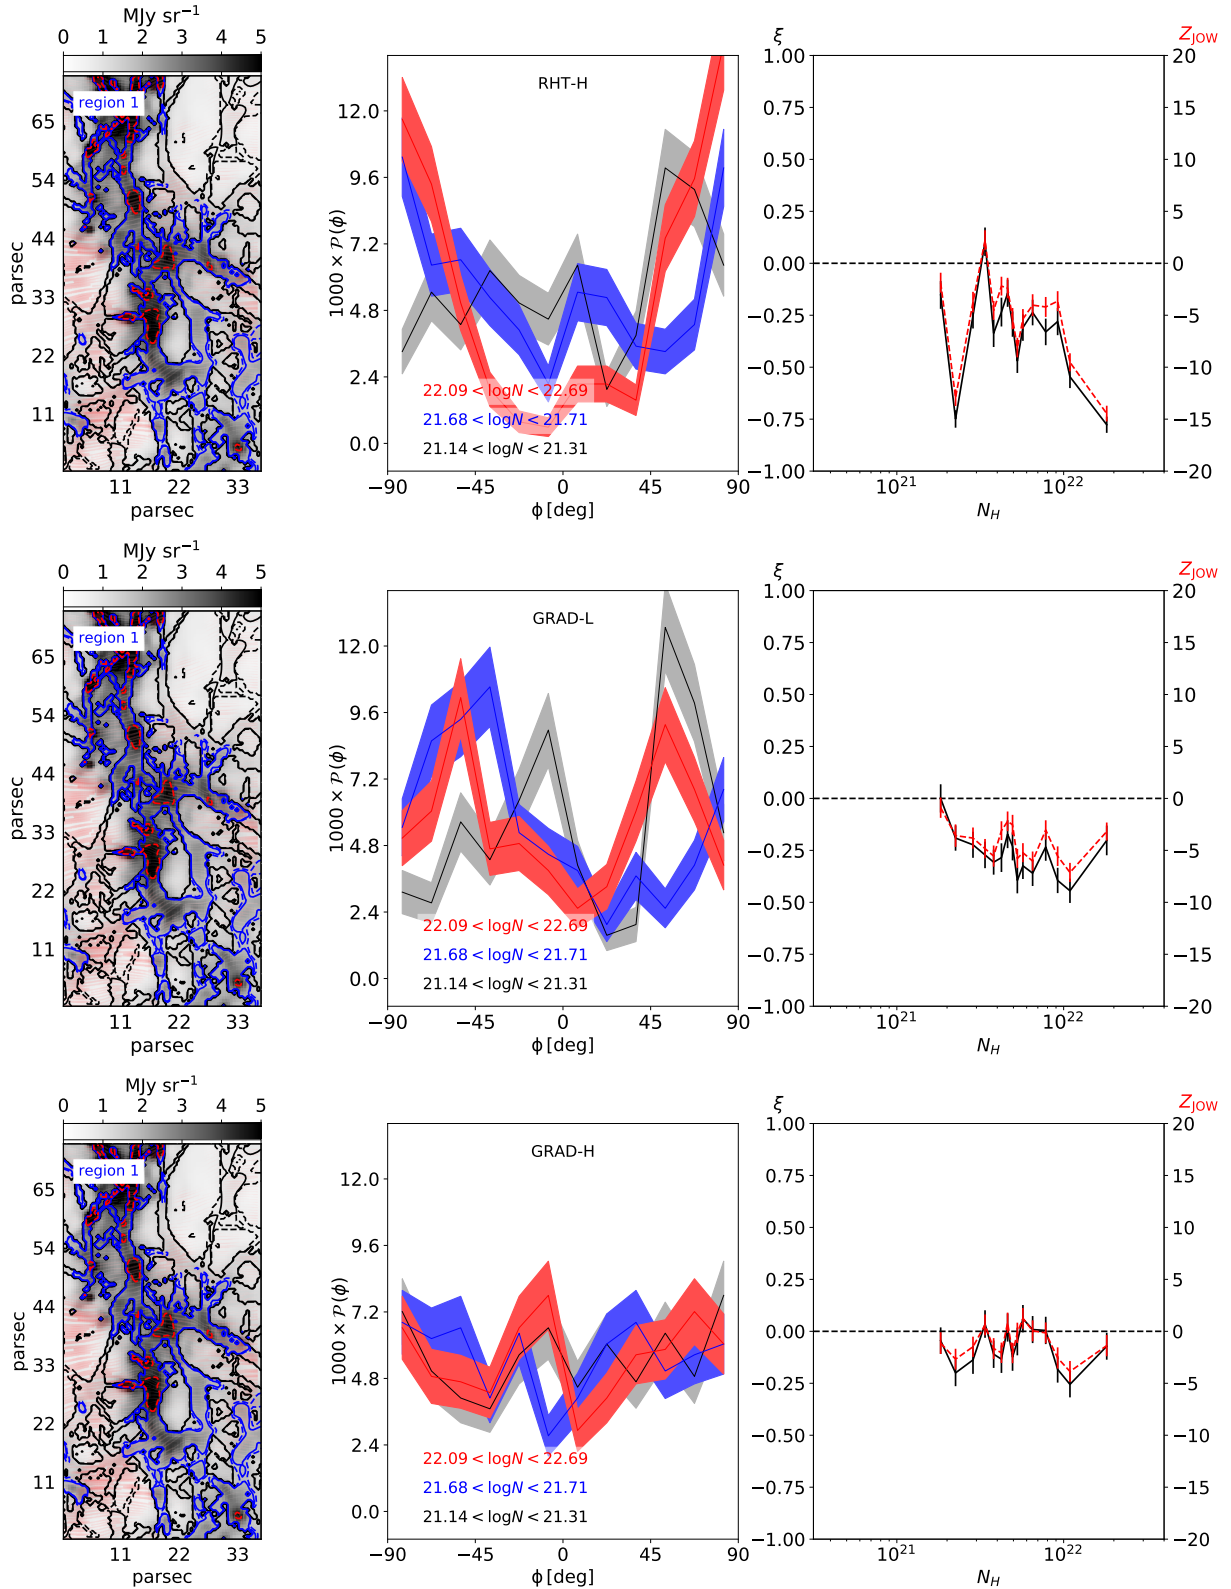 MJy sr⁻¹
0 1 2 3 4 5
region 1
65
54
44
33
22
11
parsec
11 22 33
parsec
RHT-H
12.0
9.6
7.2
4.8
2.4
0.0
1000 × P(ϕ)
22.09 < logN < 22.69
21.68 < logN < 21.71
21.14 < logN < 21.31
−90 −45 0 45 90
ϕ [deg]
ξ
1.00
0.75
0.50
0.25
0.00
−0.25
−0.50
−0.75
−1.00
Z_JOW
20
15
10
5
0
−5
−10
−15
−20
10²¹ 10²²
N_H
MJy sr⁻¹
0 1 2 3 4 5
region 1
65
54
44
33
22
11
parsec
11 22 33
parsec
GRAD-L
12.0
9.6
7.2
4.8
2.4
0.0
1000 × P(ϕ)
22.09 < logN < 22.69
21.68 < logN < 21.71
21.14 < logN < 21.31
−90 −45 0 45 90
ϕ [deg]
ξ
1.00
0.75
0.50
0.25
0.00
−0.25
−0.50
−0.75
−1.00
Z_JOW
20
15
10
5
0
−5
−10
−15
−20
10²¹ 10²²
N_H
MJy sr⁻¹
0 1 2 3 4 5
region 1
65
54
44
33
22
11
parsec
11 22 33
parsec
GRAD-H
12.0
9.6
7.2
4.8
2.4
0.0
1000 × P(ϕ)
22.09 < logN < 22.69
21.68 < logN < 21.71
21.14 < logN < 21.31
−90 −45 0 45 90
ϕ [deg]
ξ
1.00
0.75
0.50
0.25
0.00
−0.25
−0.50
−0.75
−1.00
Z_JOW
20
15
10
5
0
−5
−10
−15
−20
10²¹ 10²²
N_H